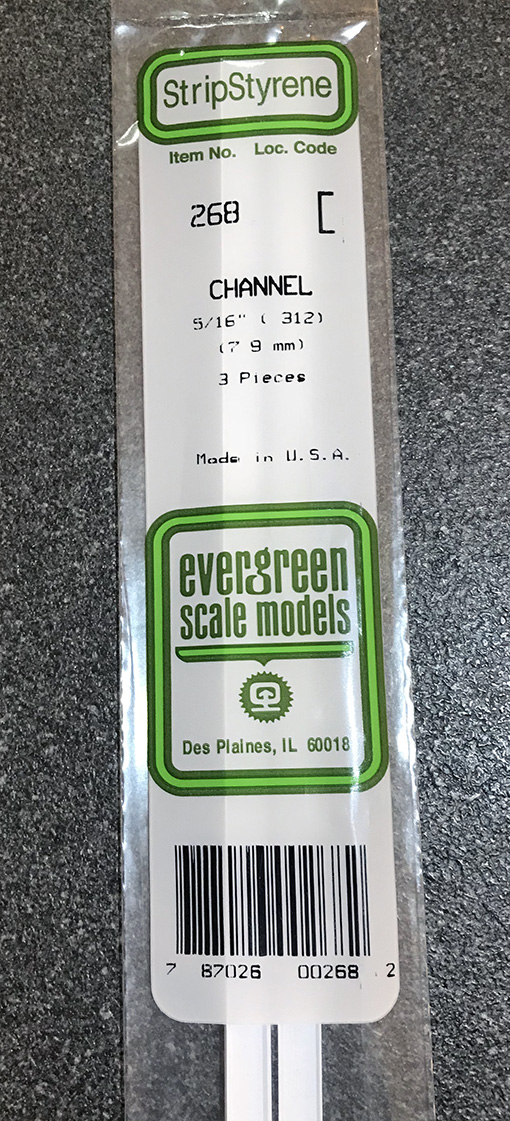 StripStyrene
Item No. Loc. Code
268 [
CHANNEL
5/16" ( 312)
(7 9 mm)
3 Pieces
Made in U.S.A.
evergreen
scale models
Des Plaines, IL 60018
7 87026 00268 2